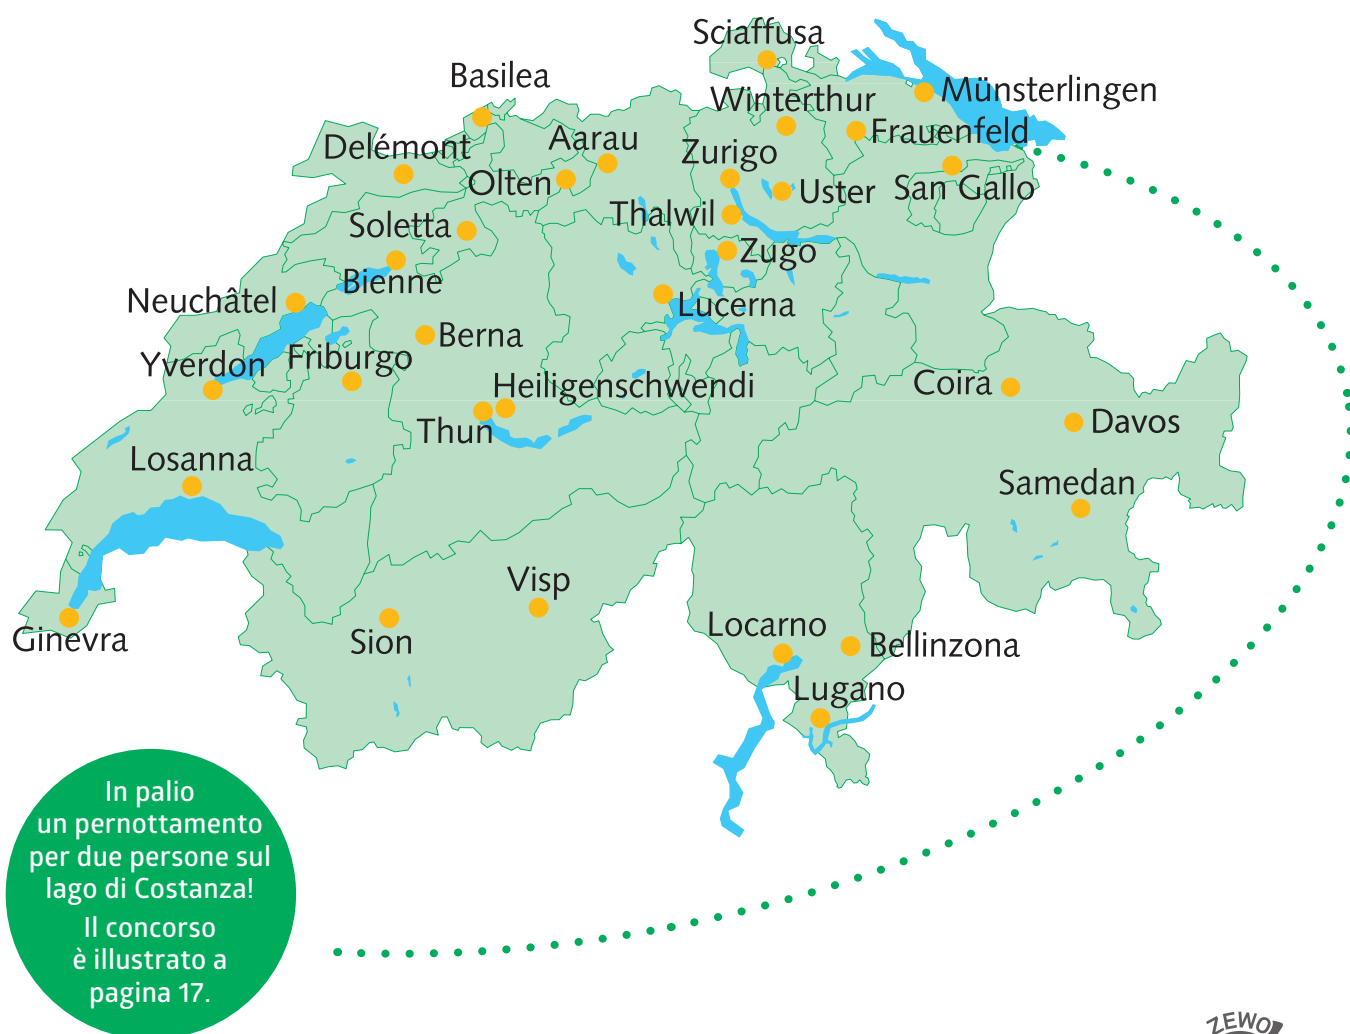 Sciaffusa
Basilea
Münsterlingen
Winterthur
Frauenfeld
Delémont
Aarau
Zurigo
Olten
Uster
San Gallo
Thalwil
Soletta
Zugo
Bienne
Neuchâtel
Lucerna
Berna
Yverdon
Friburgo
Heiligenschwendi
Coira
Thun
Davos
Losanna
Samedan
Visp
Ginevra
Sion
Locarno
Bellinzona
Lugano
In palio
un pernottamento
per due persone sul
lago di Costanza!
Il concorso
è illustrato a
pagina 17.
ZEWO